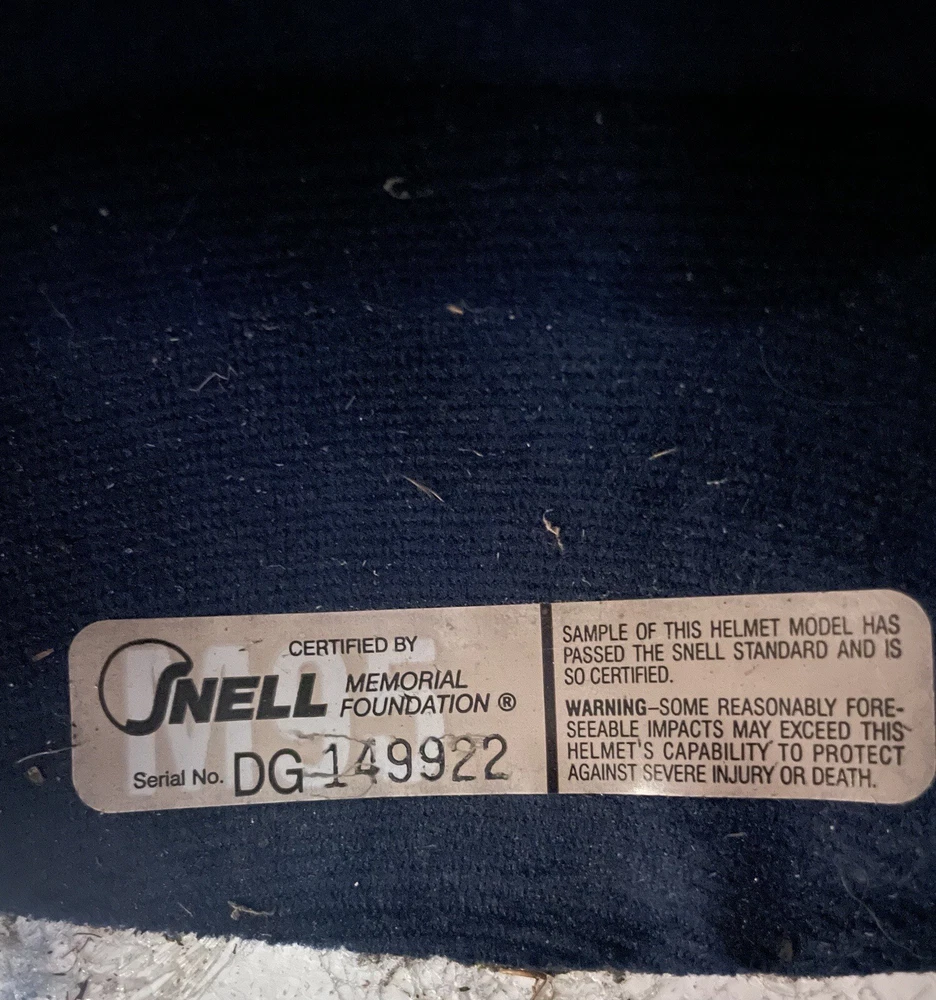 CERTIFIED BY
SNELL MEMORIAL
FOUNDATION ®
M95
Serial No. DG 149922
SAMPLE OF THIS HELMET MODEL HAS
PASSED THE SNELL STANDARD AND IS
SO CERTIFIED.
WARNING–SOME REASONABLY FORE-
SEEABLE IMPACTS MAY EXCEED THIS
HELMET'S CAPABILITY TO PROTECT
AGAINST SEVERE INJURY OR DEATH.